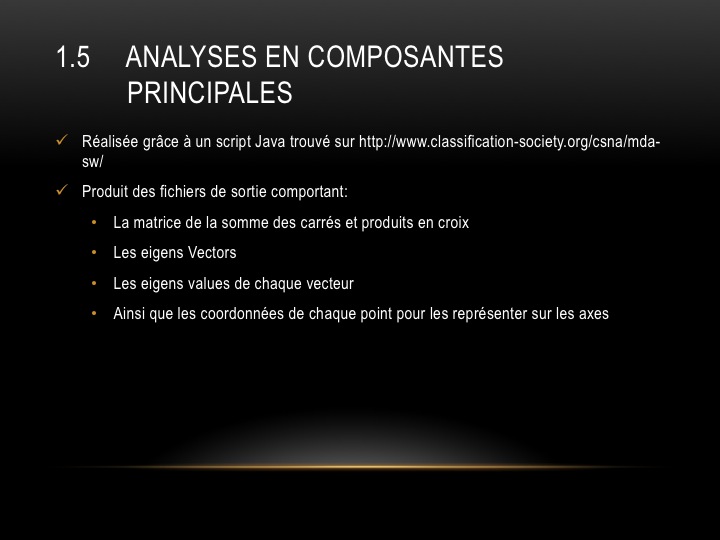 1.5 ANALYSES EN COMPOSANTES
PRINCIPALES
✓ Réalisée grâce à un script Java trouvé sur http://www.classification-society.org/csna/mda-
sw/
✓ Produit des fichiers de sortie comportant:
• La matrice de la somme des carrés et produits en croix
• Les eigens Vectors
• Les eigens values de chaque vecteur
• Ainsi que les coordonnées de chaque point pour les représenter sur les axes